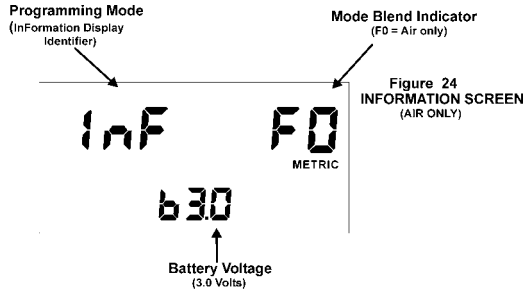 Programming Mode
(InFormation Display
Identifier)
Mode Blend Indicator
(F0 = Air only)
Figure 24
INFORMATION SCREEN
(AIR ONLY)
InF
F0
METRIC
b3.0
Battery Voltage
(3.0 Volts)